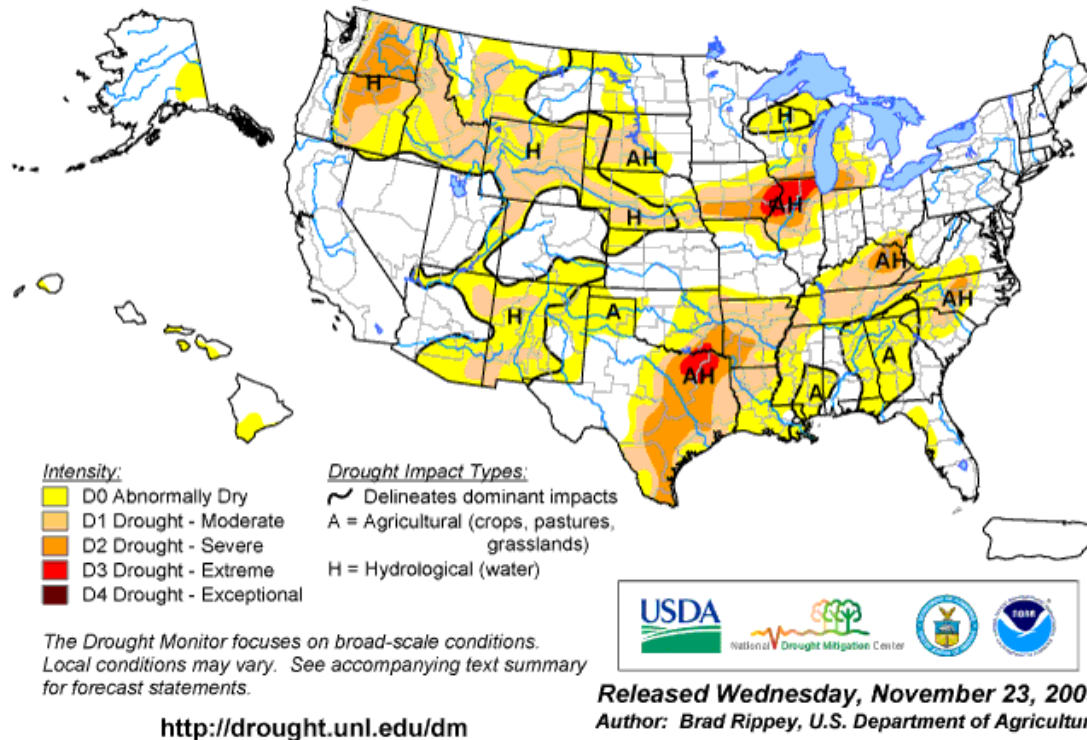 H
H
AH
H
AH
H
AH
AH
H
A
A
AH
A
Intensity:
D0 Abnormally Dry
D1 Drought - Moderate
D2 Drought - Severe
D3 Drought - Extreme
D4 Drought - Exceptional
Drought Impact Types:
Delineates dominant impacts
A = Agricultural (crops, pastures,
grasslands)
H = Hydrological (water)
The Drought Monitor focuses on broad-scale conditions.
Local conditions may vary. See accompanying text summary
for forecast statements.
http://drought.unl.edu/dm
USDA
National Drought Mitigation Center
noaa
Released Wednesday, November 23, 200
Author: Brad Rippey, U.S. Department of Agricultu